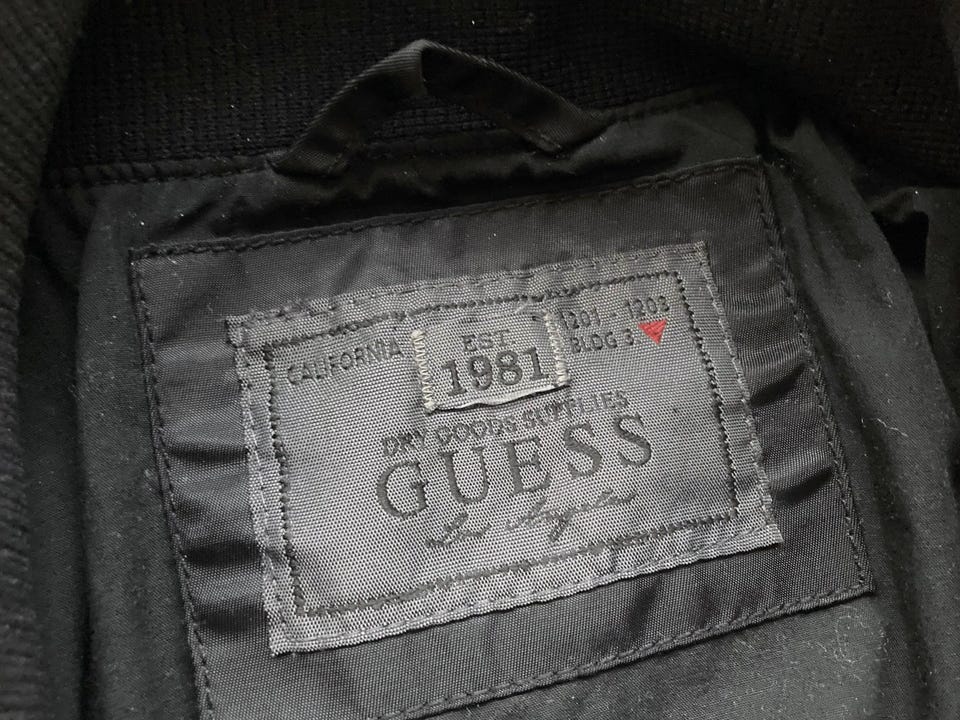 CALIFORNIA
EST
1981
1201 - 1203
BLDG 3
DRY GOODS SUPPLIES
GUESS
Los Angeles